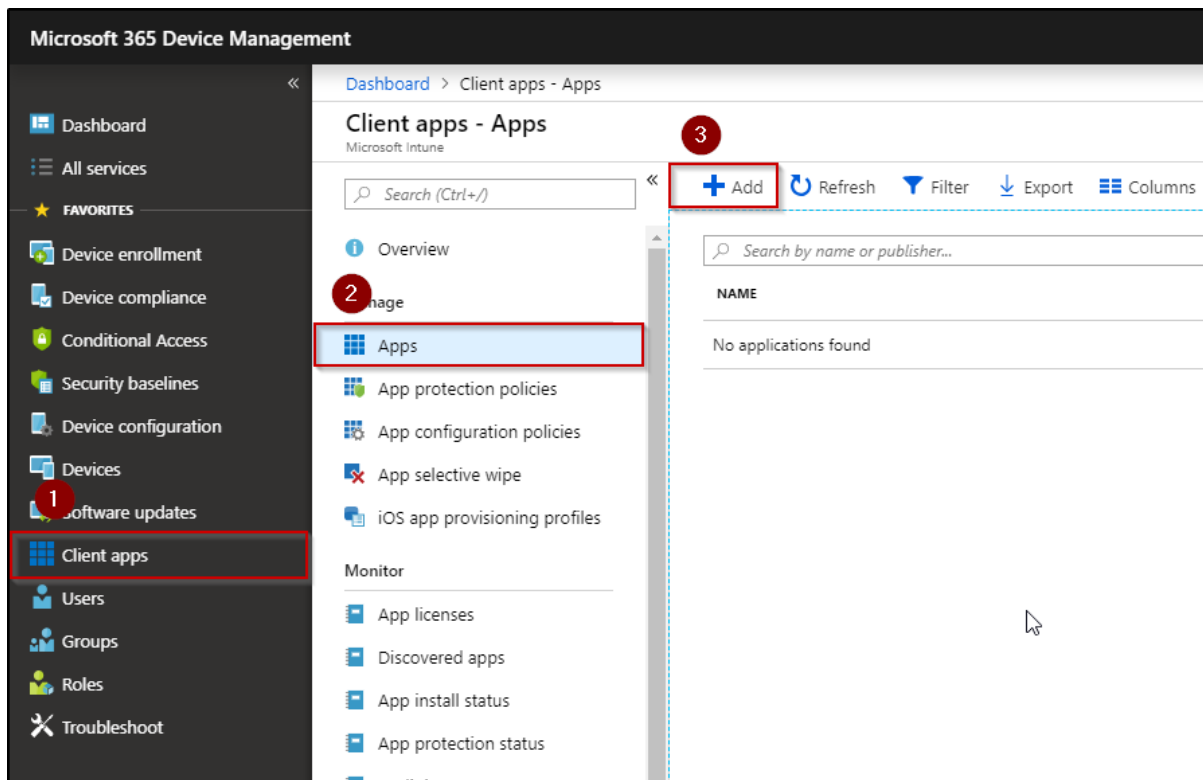 Microsoft 365 Device Management
«
Dashboard
All services
FAVORITES
Device enrollment
Device compliance
Conditional Access
Security baselines
Device configuration
Devices
1
Software updates
Client apps
Users
Groups
Roles
Troubleshoot
Dashboard > Client apps - Apps
Client apps - Apps
Microsoft Intune
Search (Ctrl+/)
«
Overview
2
nage
Apps
App protection policies
App configuration policies
App selective wipe
iOS app provisioning profiles
Monitor
App licenses
Discovered apps
App install status
App protection status
3
Add Refresh Filter Export Columns
Search by name or publisher...
NAME
No applications found